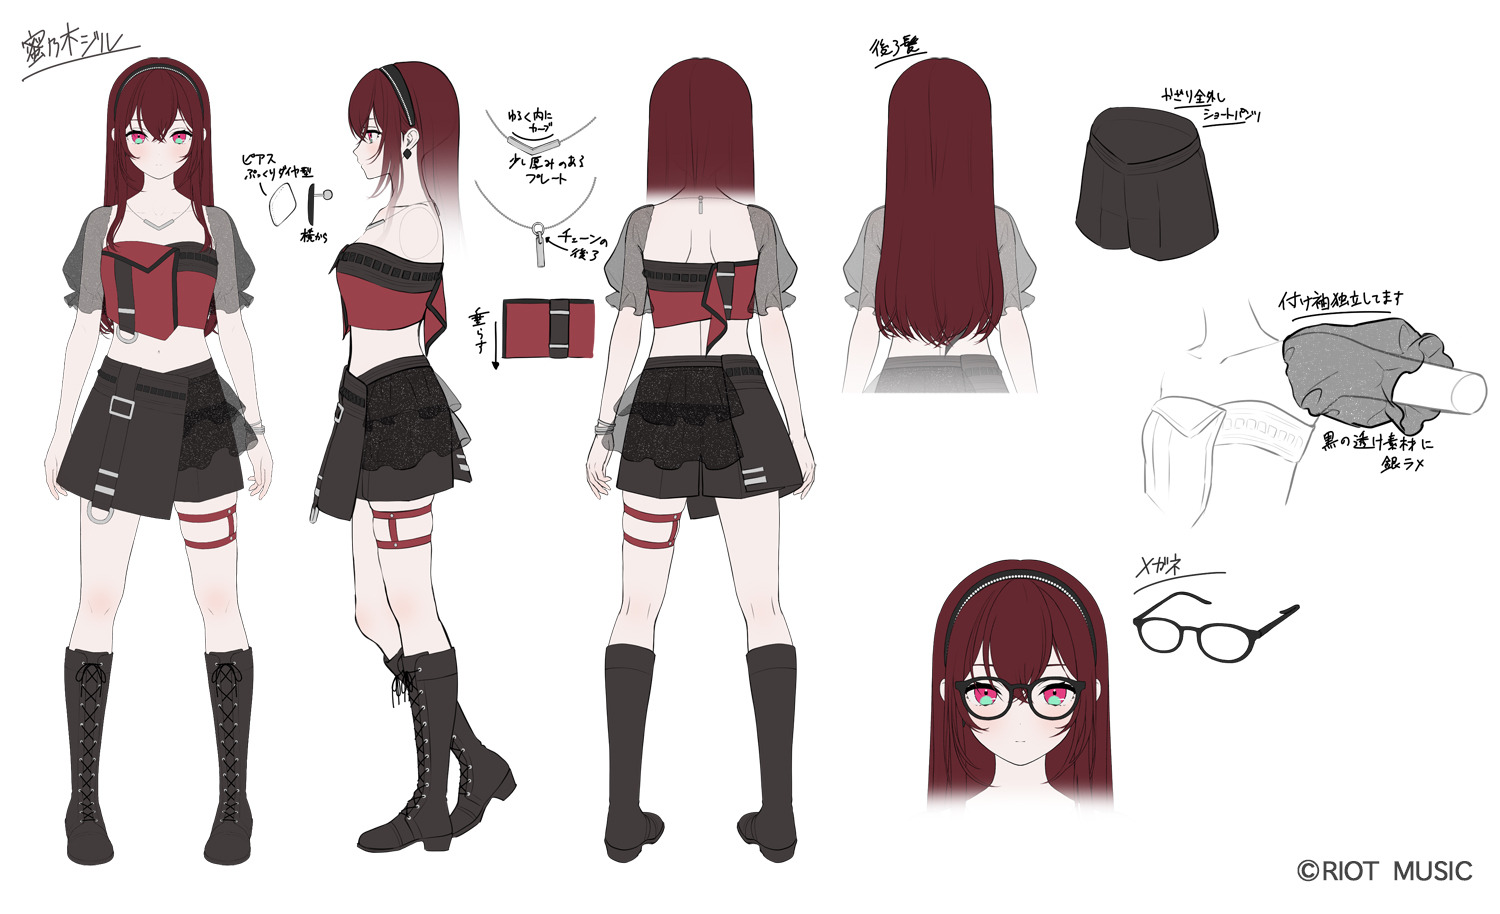 蜜乃木ジル
ピアス
ぷっくりダイヤ型
横から
ゆるく内に
カーブ
少し厚みのある
プレート
チェーンの
後ろ
垂らす
後ろ髪
かざり全外し
ショートパンツ
付け袖独立してます
黒の透け素材に
銀ラメ
メガネ
©RIOT MUSIC